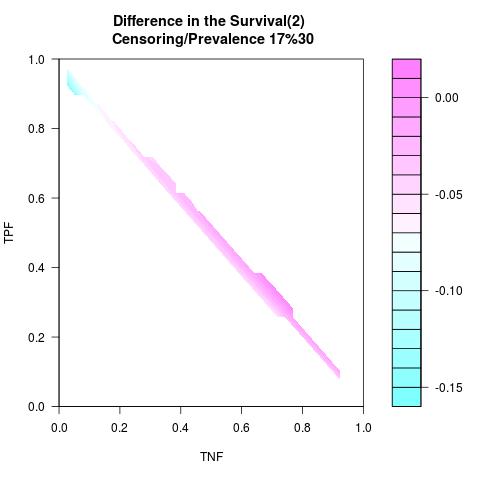 Difference in the Survival(2)
Censoring/Prevalence 17%30
1.0
0.8
0.6
0.4
0.2
0.0
TPF
0.0 0.2 0.4 0.6 0.8 1.0
TNF
0.00
-0.05
-0.10
-0.15